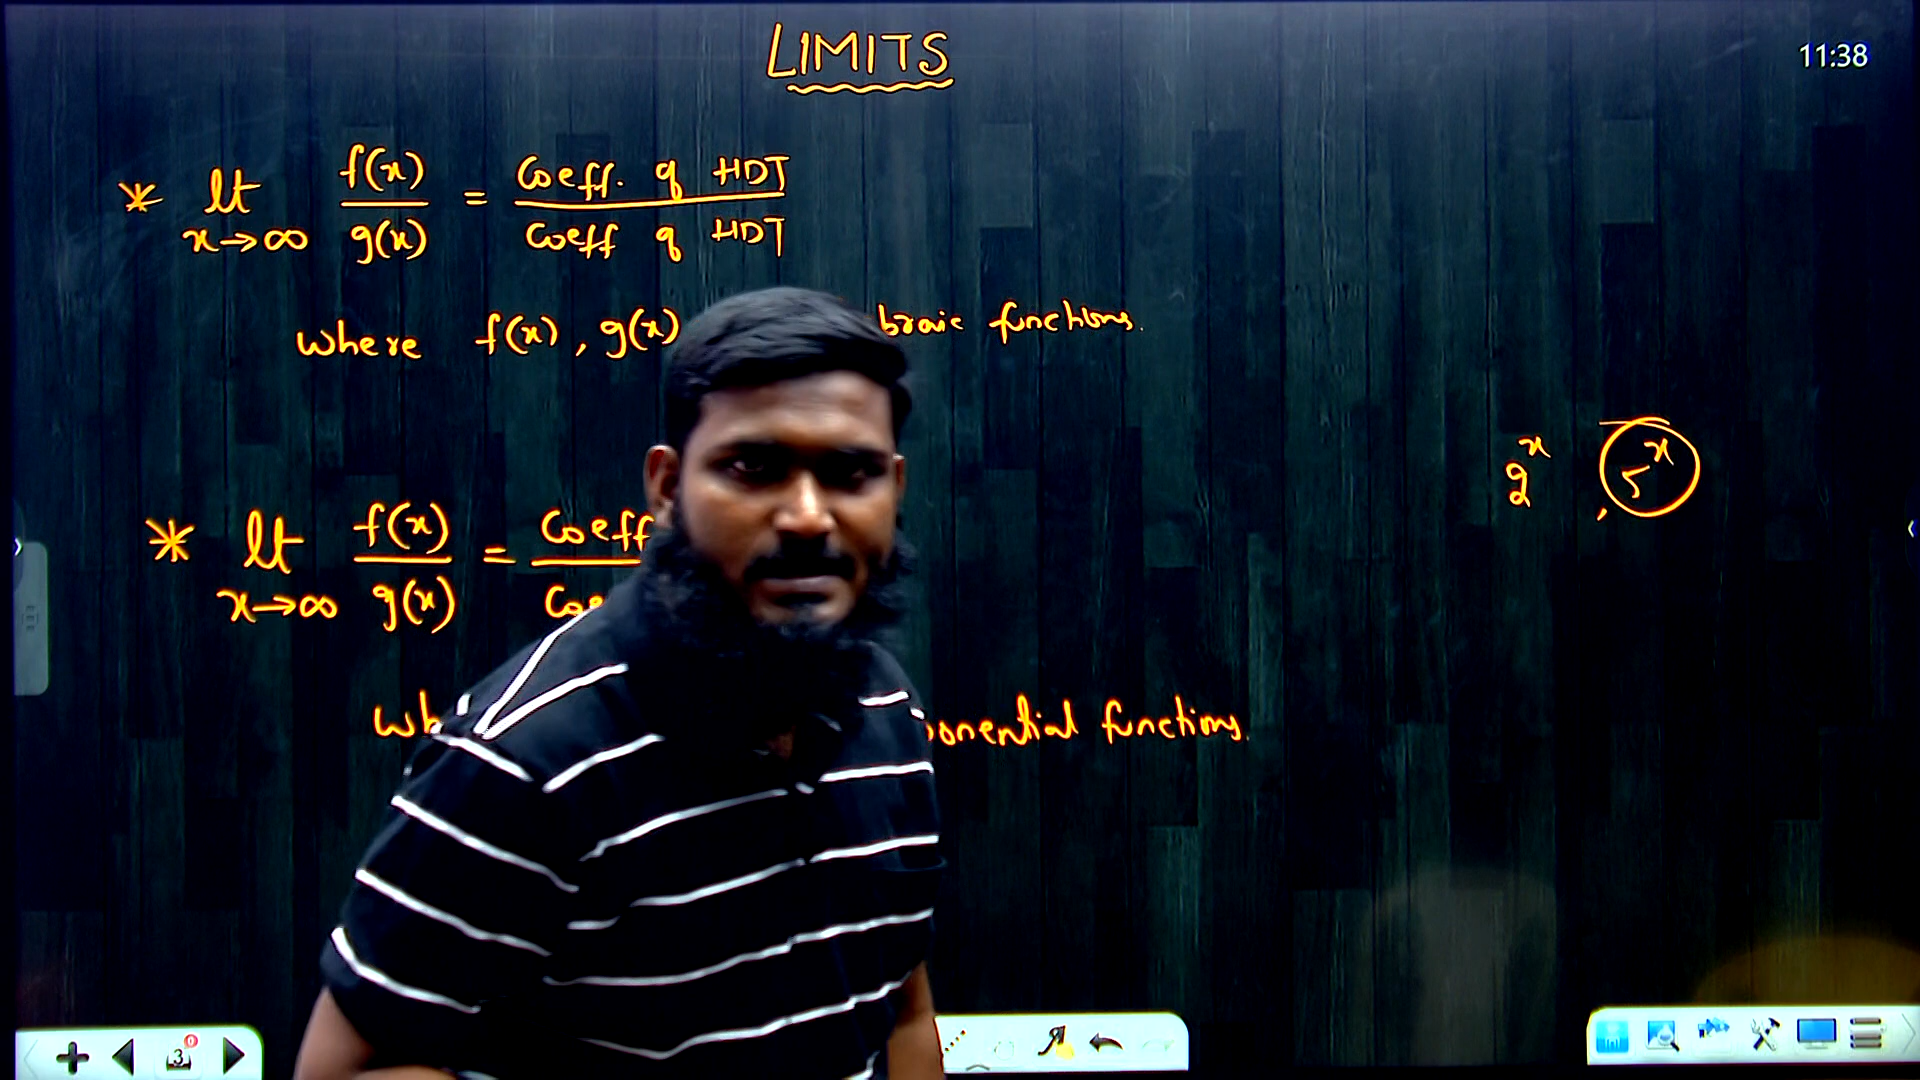 LIMITS
11:38
* lt f(x) = Coeff. of HDT
x→∞ g(x) Coeff of HDT
where f(x), g(x) braic functions.
2^x , 5^x
* lt f(x) = Coeff
x→∞ g(x)
onential functions.
3